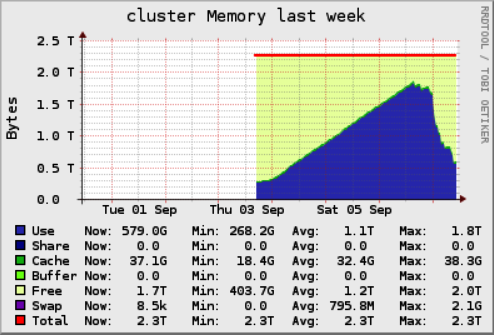 cluster Memory last week
RRDTOOL / TOBI OETIKER
Bytes
2.5 T
2.0 T
1.5 T
1.0 T
0.5 T
0.0
Tue 01 Sep Thu 03 Sep Sat 05 Sep
Use Now: 579.0G Min: 268.2G Avg: 1.1T Max: 1.8T
Share Now: 0.0 Min: 0.0 Avg: 0.0 Max: 0.0
Cache Now: 37.1G Min: 18.4G Avg: 32.4G Max: 38.3G
Buffer Now: 0.0 Min: 0.0 Avg: 0.0 Max: 0.0
Free Now: 1.7T Min: 403.7G Avg: 1.2T Max: 2.0T
Swap Now: 8.5k Min: 0.0 Avg: 795.8M Max: 2.1G
Total Now: 2.3T Min: 2.3T Avg: 2.3T Max: 2.3T